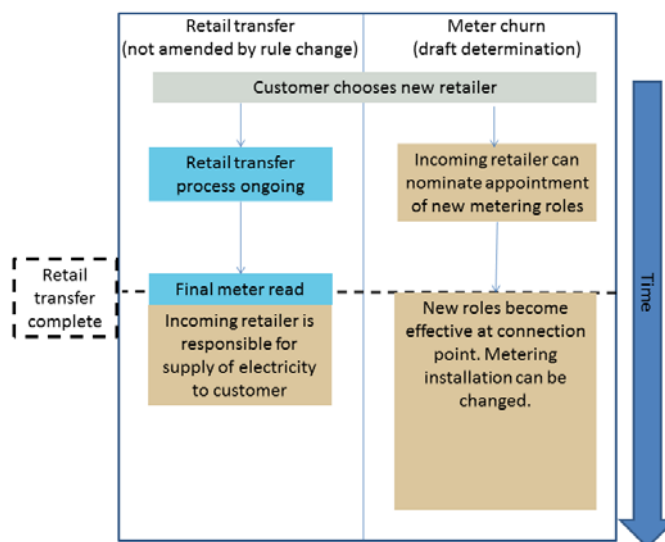 Retail transfer
(not amended by rule change)
Meter churn
(draft determination)
Customer chooses new retailer
Retail transfer
process ongoing
Incoming retailer can
nominate appointment
of new metering roles
Retail
transfer
complete
Final meter read
Incoming retailer is
responsible for
supply of electricity
to customer
New roles become
effective at connection
point. Metering
installation can be
changed.
Time